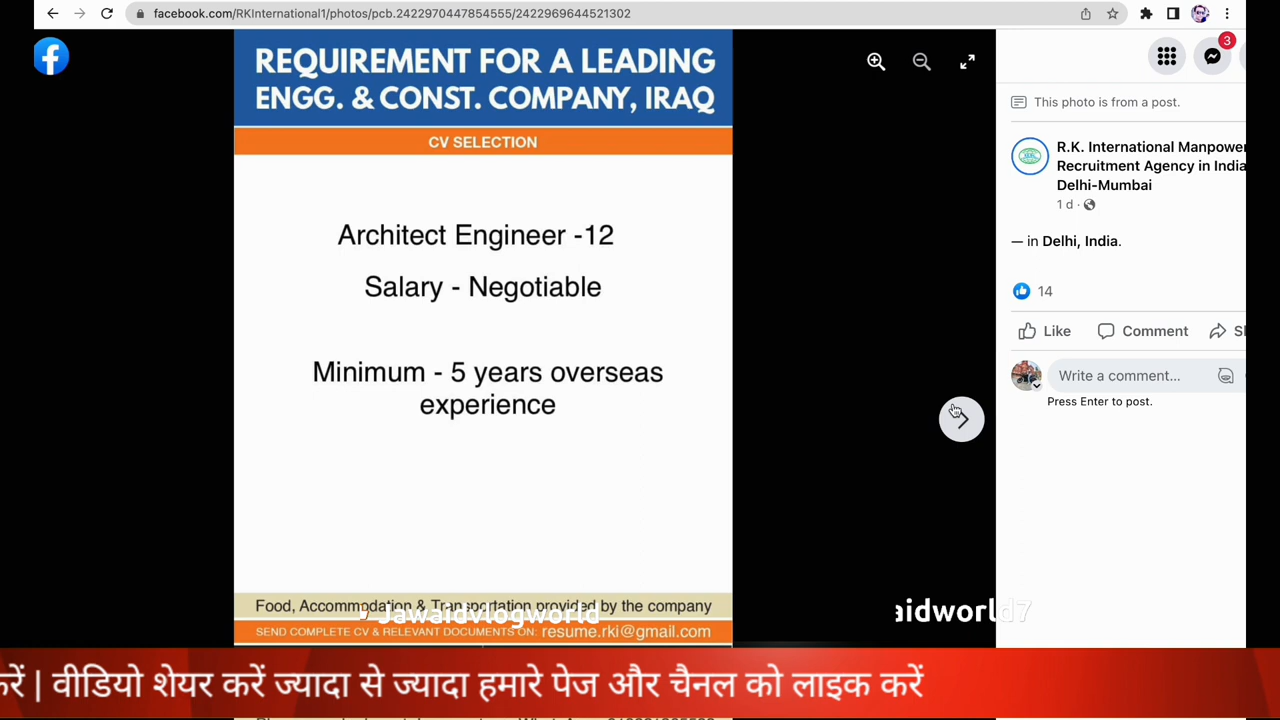 facebook.com/RKInternational1/photos/pcb.2422970447854555/2422969644521302
REQUIREMENT FOR A LEADING
ENGG. & CONST. COMPANY, IRAQ
CV SELECTION
Architect Engineer -12
Salary - Negotiable
Minimum - 5 years overseas
experience
Food, Accommodation & Transportation provided by the company
Jawaidvlogworld
aidworld7
SEND COMPLETE CV & RELEVANT DOCUMENTS ON: resume.rki@gmail.com
3
This photo is from a post.
R.K. International Manpower
Recruitment Agency in India
Delhi-Mumbai
1 d ·
— in Delhi, India.
14
Like Comment
Write a comment...
Press Enter to post.
करें | वीडियो शेयर करें ज्यादा से ज्यादा हमारे पेज और चैनल को लाइक करें